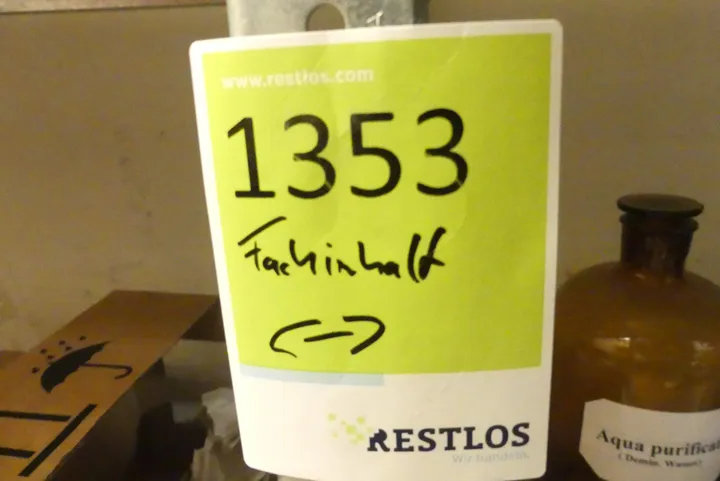 www.restlos.com
1353
Fachinhalt
RESTLOS
Wir handeln.
Aqua purificat
(Demin. Wasser)